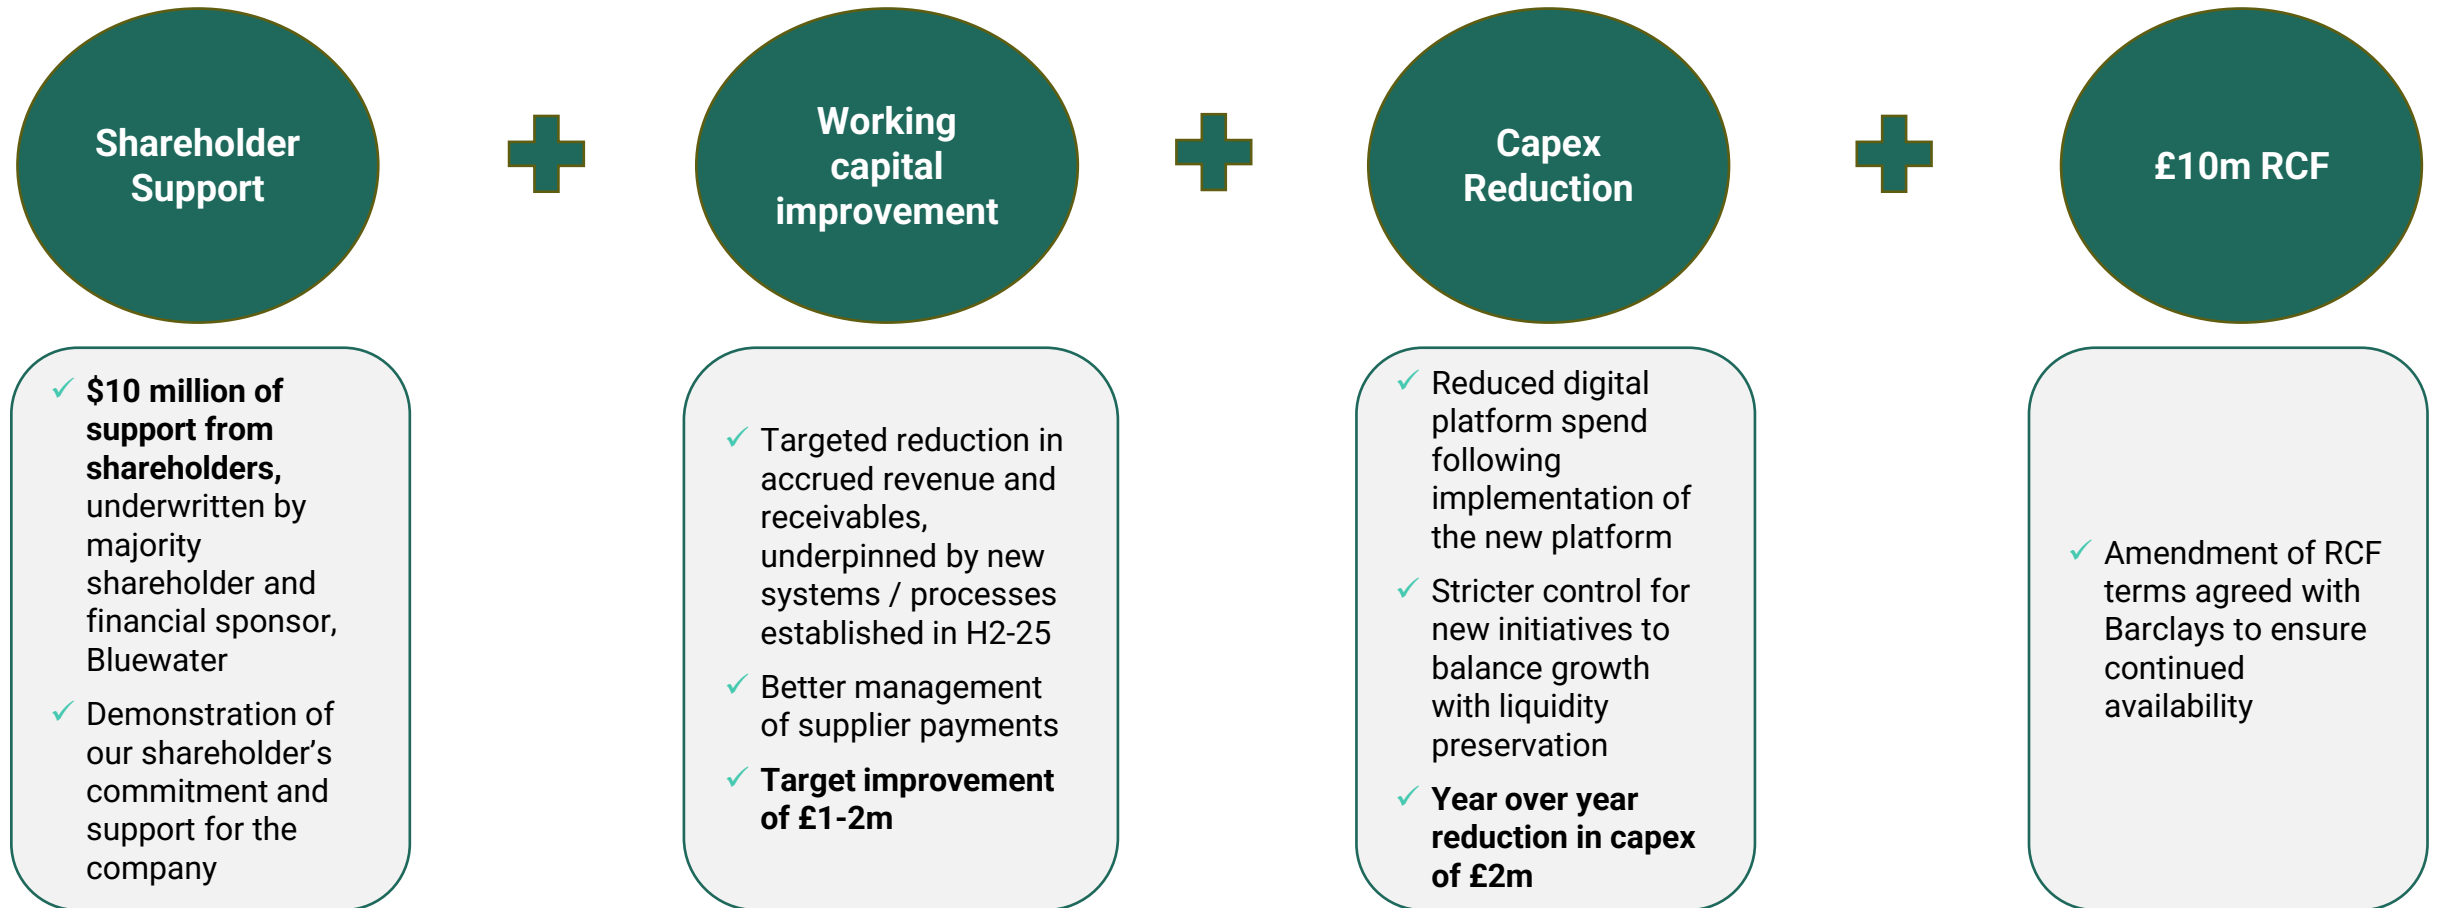 Shareholder
Support
Working
capital
improvement
Capex
Reduction
£10m RCF
✓ $10 million of
support from
shareholders,
underwritten by
majority
shareholder and
financial sponsor,
Bluewater
✓ Demonstration of
our shareholder’s
commitment and
support for the
company
✓ Targeted reduction in
accrued revenue and
receivables,
underpinned by new
systems / processes
established in H2-25
✓ Better management
of supplier payments
✓ Target improvement
of £1-2m
✓ Reduced digital
platform spend
following
implementation of
the new platform
✓ Stricter control for
new initiatives to
balance growth
with liquidity
preservation
✓ Year over year
reduction in capex
of £2m
✓ Amendment of RCF
terms agreed with
Barclays to ensure
continued
availability